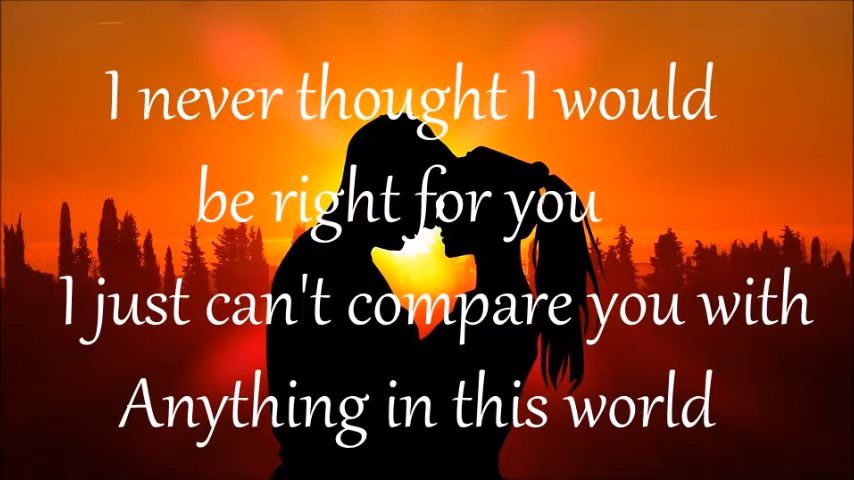 I never thought I would
be right for you
I just can't compare you with
Anything in this world